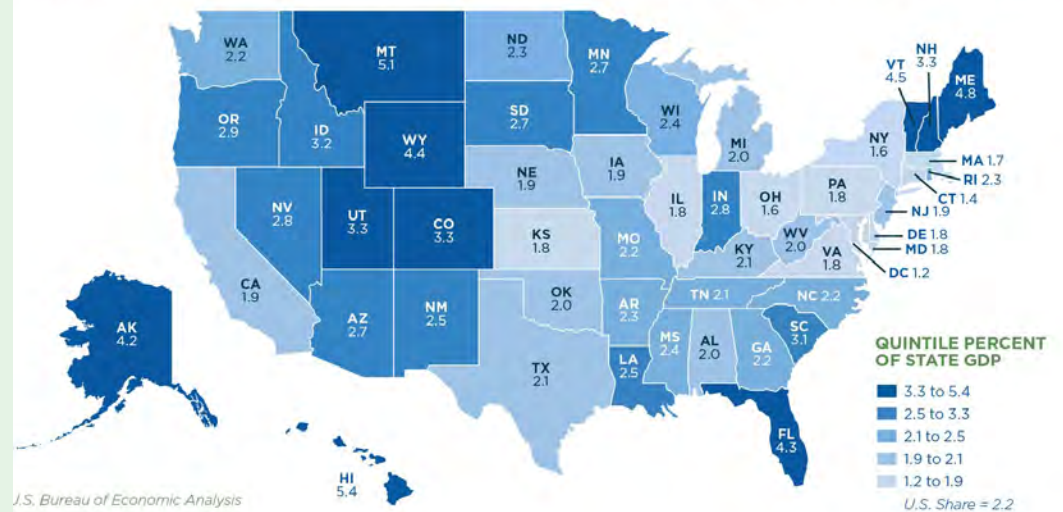 WA
2.2
MT
5.1
ND
2.3
MN
2.7
VT
4.5
NH
3.3
ME
4.8
OR
2.9
ID
3.2
WY
4.4
SD
2.7
WI
2.4
MI
2.0
NY
1.6
MA 1.7
RI 2.3
CT 1.4
NJ 1.9
DE 1.8
MD 1.8
DC 1.2
NV
2.8
UT
3.3
CO
3.3
NE
1.9
IA
1.9
IL
1.8
IN
2.8
OH
1.6
PA
1.8
KS
1.8
MO
2.2
KY
2.1
WV
2.0
VA
1.8
CA
1.9
AZ
2.7
NM
2.5
OK
2.0
AR
2.3
TN 2.1
NC 2.2
SC
3.1
TX
2.1
LA
2.5
MS
2.4
AL
2.0
GA
2.2
FL
4.3
AK
4.2
HI
5.4
QUINTILE PERCENT
OF STATE GDP
3.3 to 5.4
2.5 to 3.3
2.1 to 2.5
1.9 to 2.1
1.2 to 1.9
U.S. Share = 2.2
J.S. Bureau of Economic Analysis